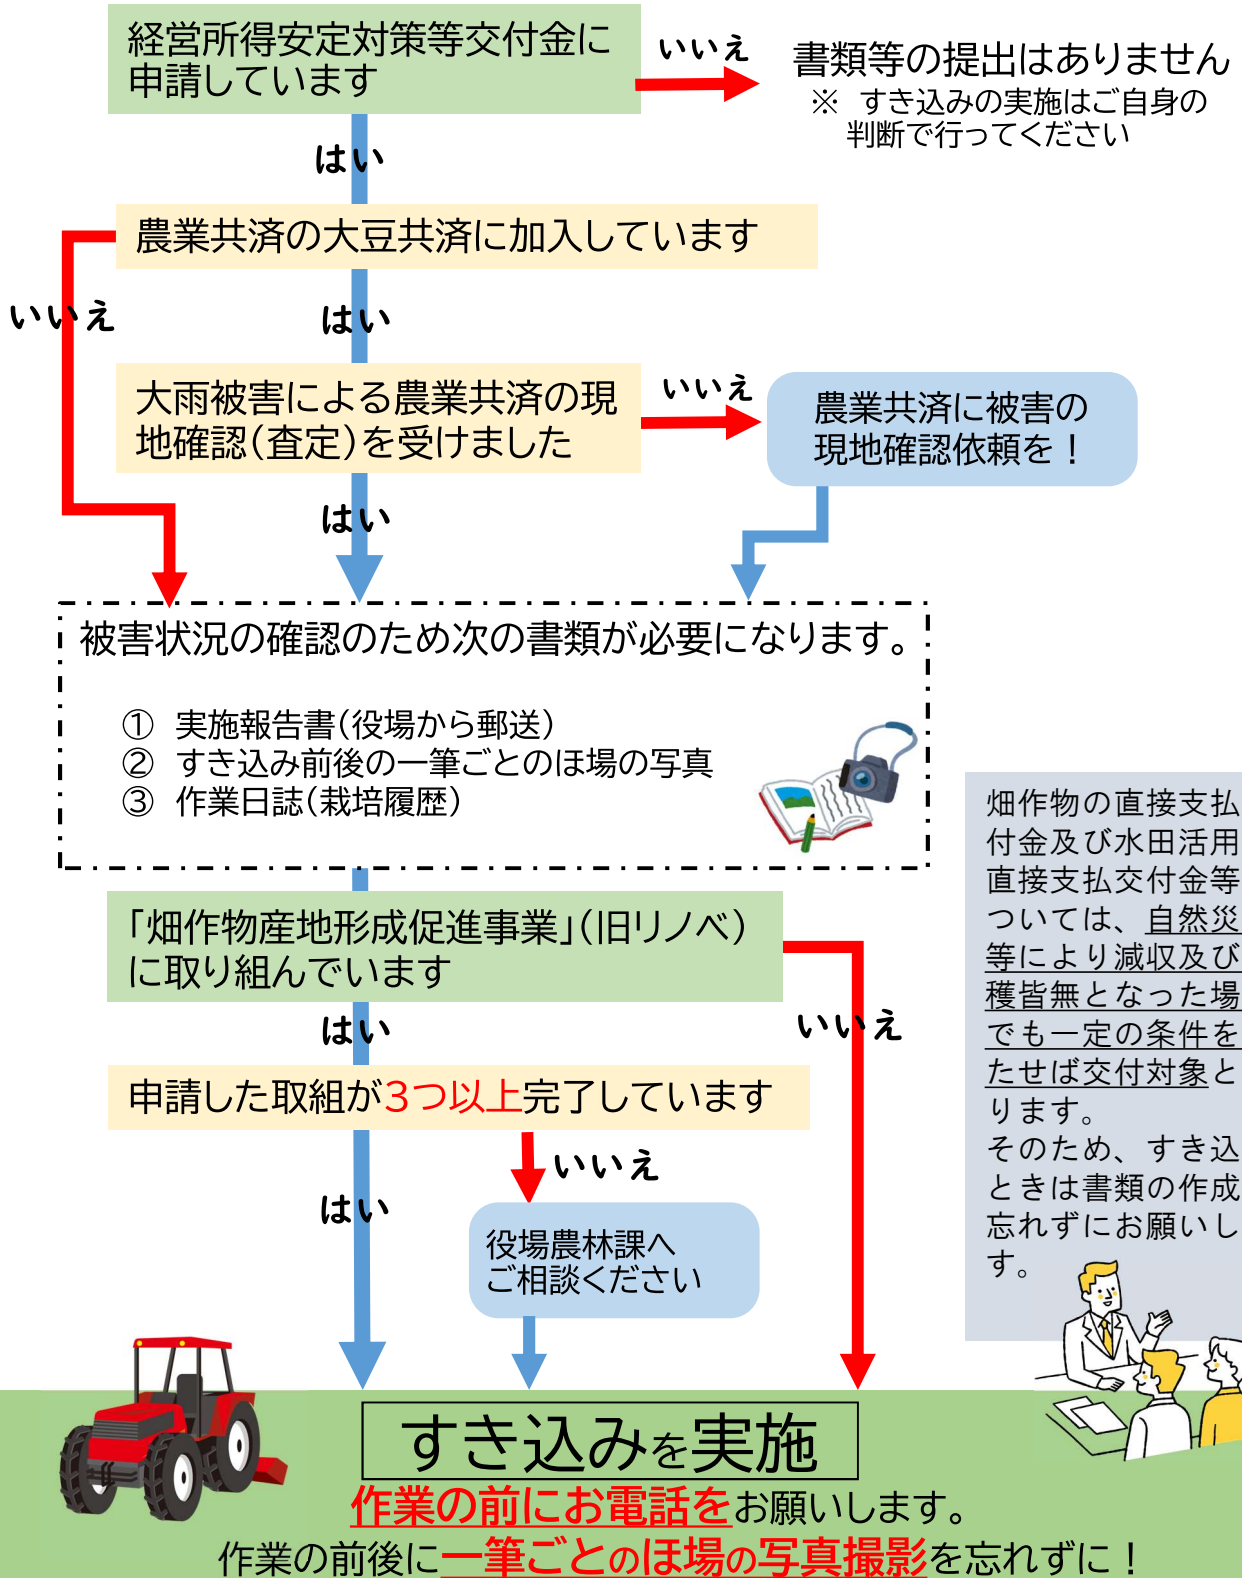 経営所得安定対策等交付金に
申請しています
いいえ
書類等の提出はありません
※ すき込みの実施はご自身の
判断で行ってください
はい
農業共済の大豆共済に加入しています
いいえ
はい
大雨被害による農業共済の現
地確認(査定)を受けました
いいえ
農業共済に被害の
現地確認依頼を！
はい
被害状況の確認のため次の書類が必要になります。
① 実施報告書(役場から郵送)
② すき込み前後の一筆ごとのほ場の写真
③ 作業日誌(栽培履歴)
「畑作物産地形成促進事業」(旧リノベ)
に取り組んでいます
はい
いいえ
申請した取組が3つ以上完了しています
いいえ
はい
役場農林課へ
ご相談ください
畑作物の直接支払
付金及び水田活用
直接支払交付金等
ついては、自然災
等により減収及び
穫皆無となった場
でも一定の条件を
たせば交付対象と
ります。
そのため、すき込
ときは書類の作成
忘れずにお願いし
す。
すき込みを実施
作業の前にお電話をお願いします。
作業の前後に一筆ごとのほ場の写真撮影を忘れずに！